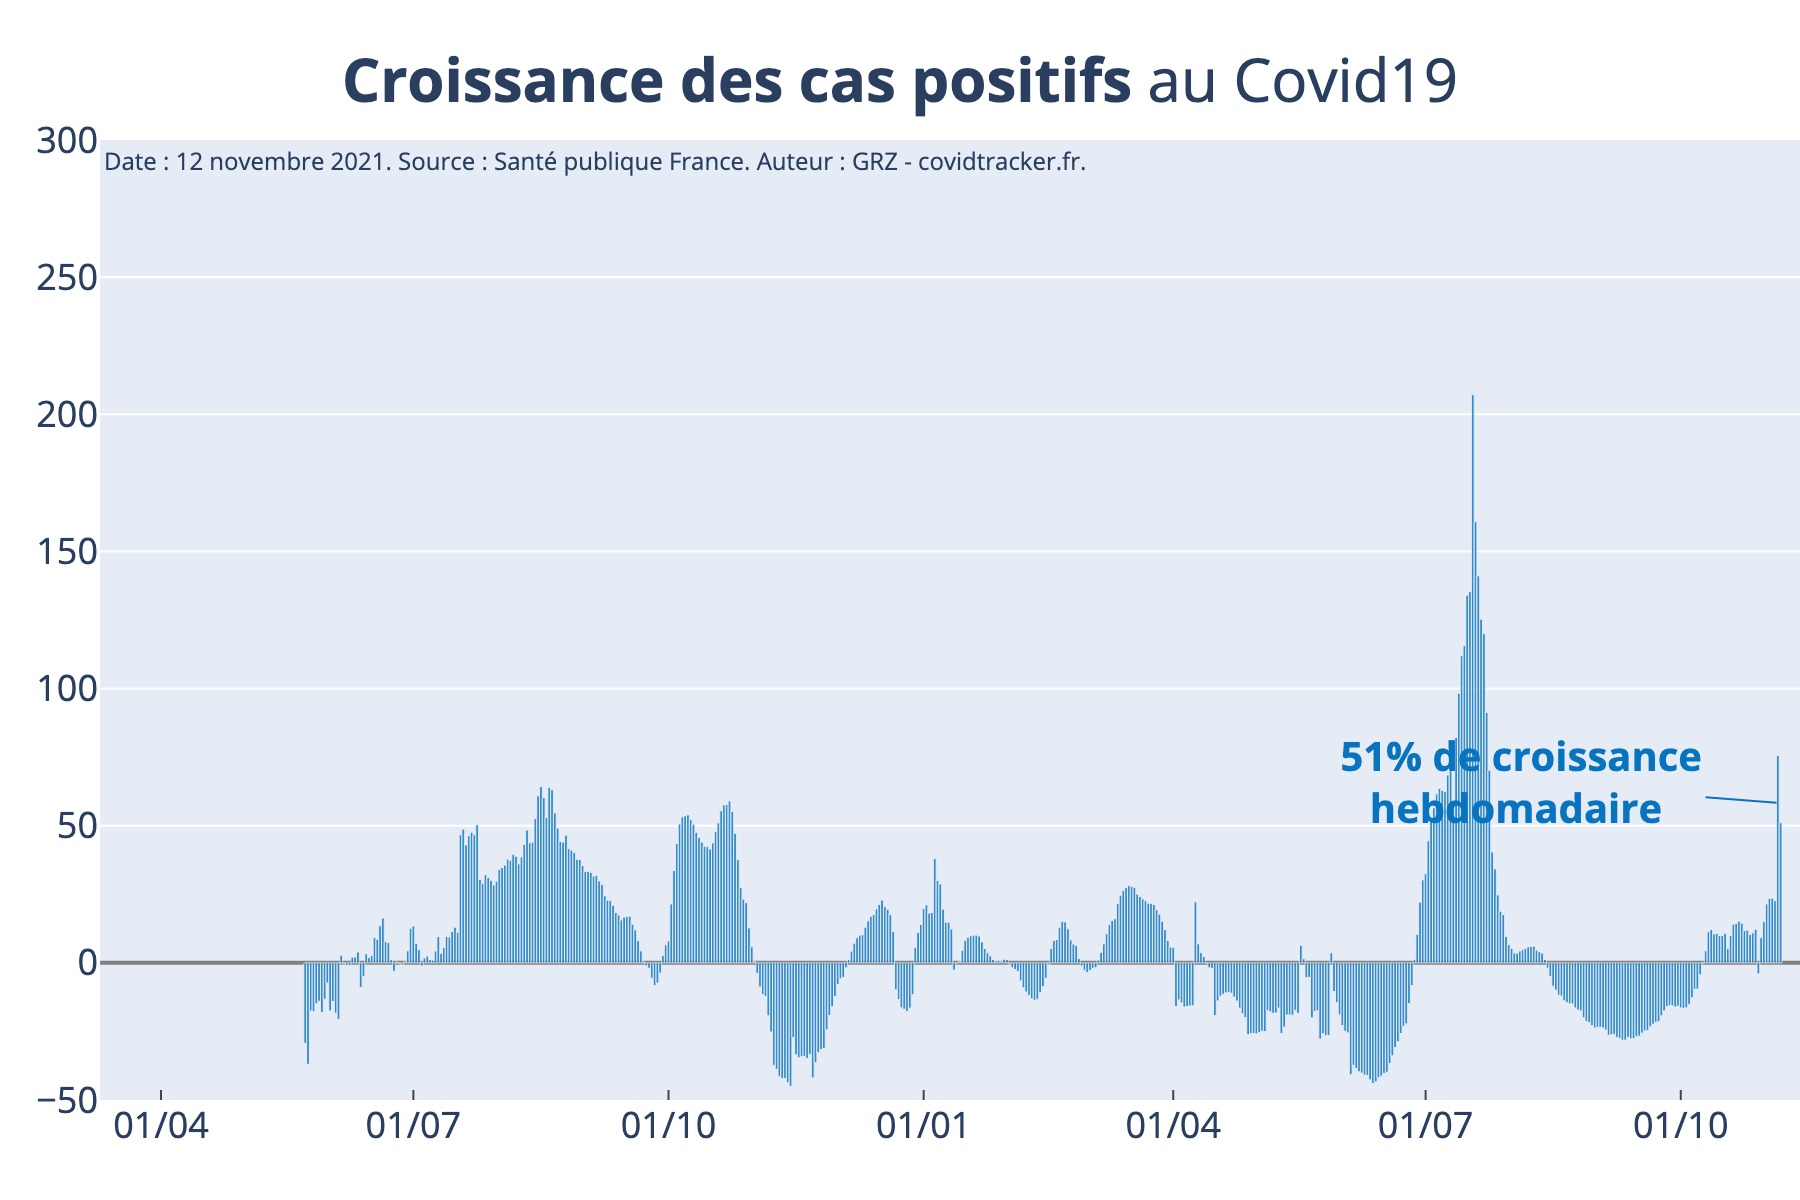 Croissance des cas positifs au Covid19
300
Date : 12 novembre 2021. Source : Santé publique France. Auteur : GRZ - covidtracker.fr.
250
200
150
100
51% de croissance
hebdomadaire
50
0
−50
01/04 01/07 01/10 01/01 01/04 01/07 01/10